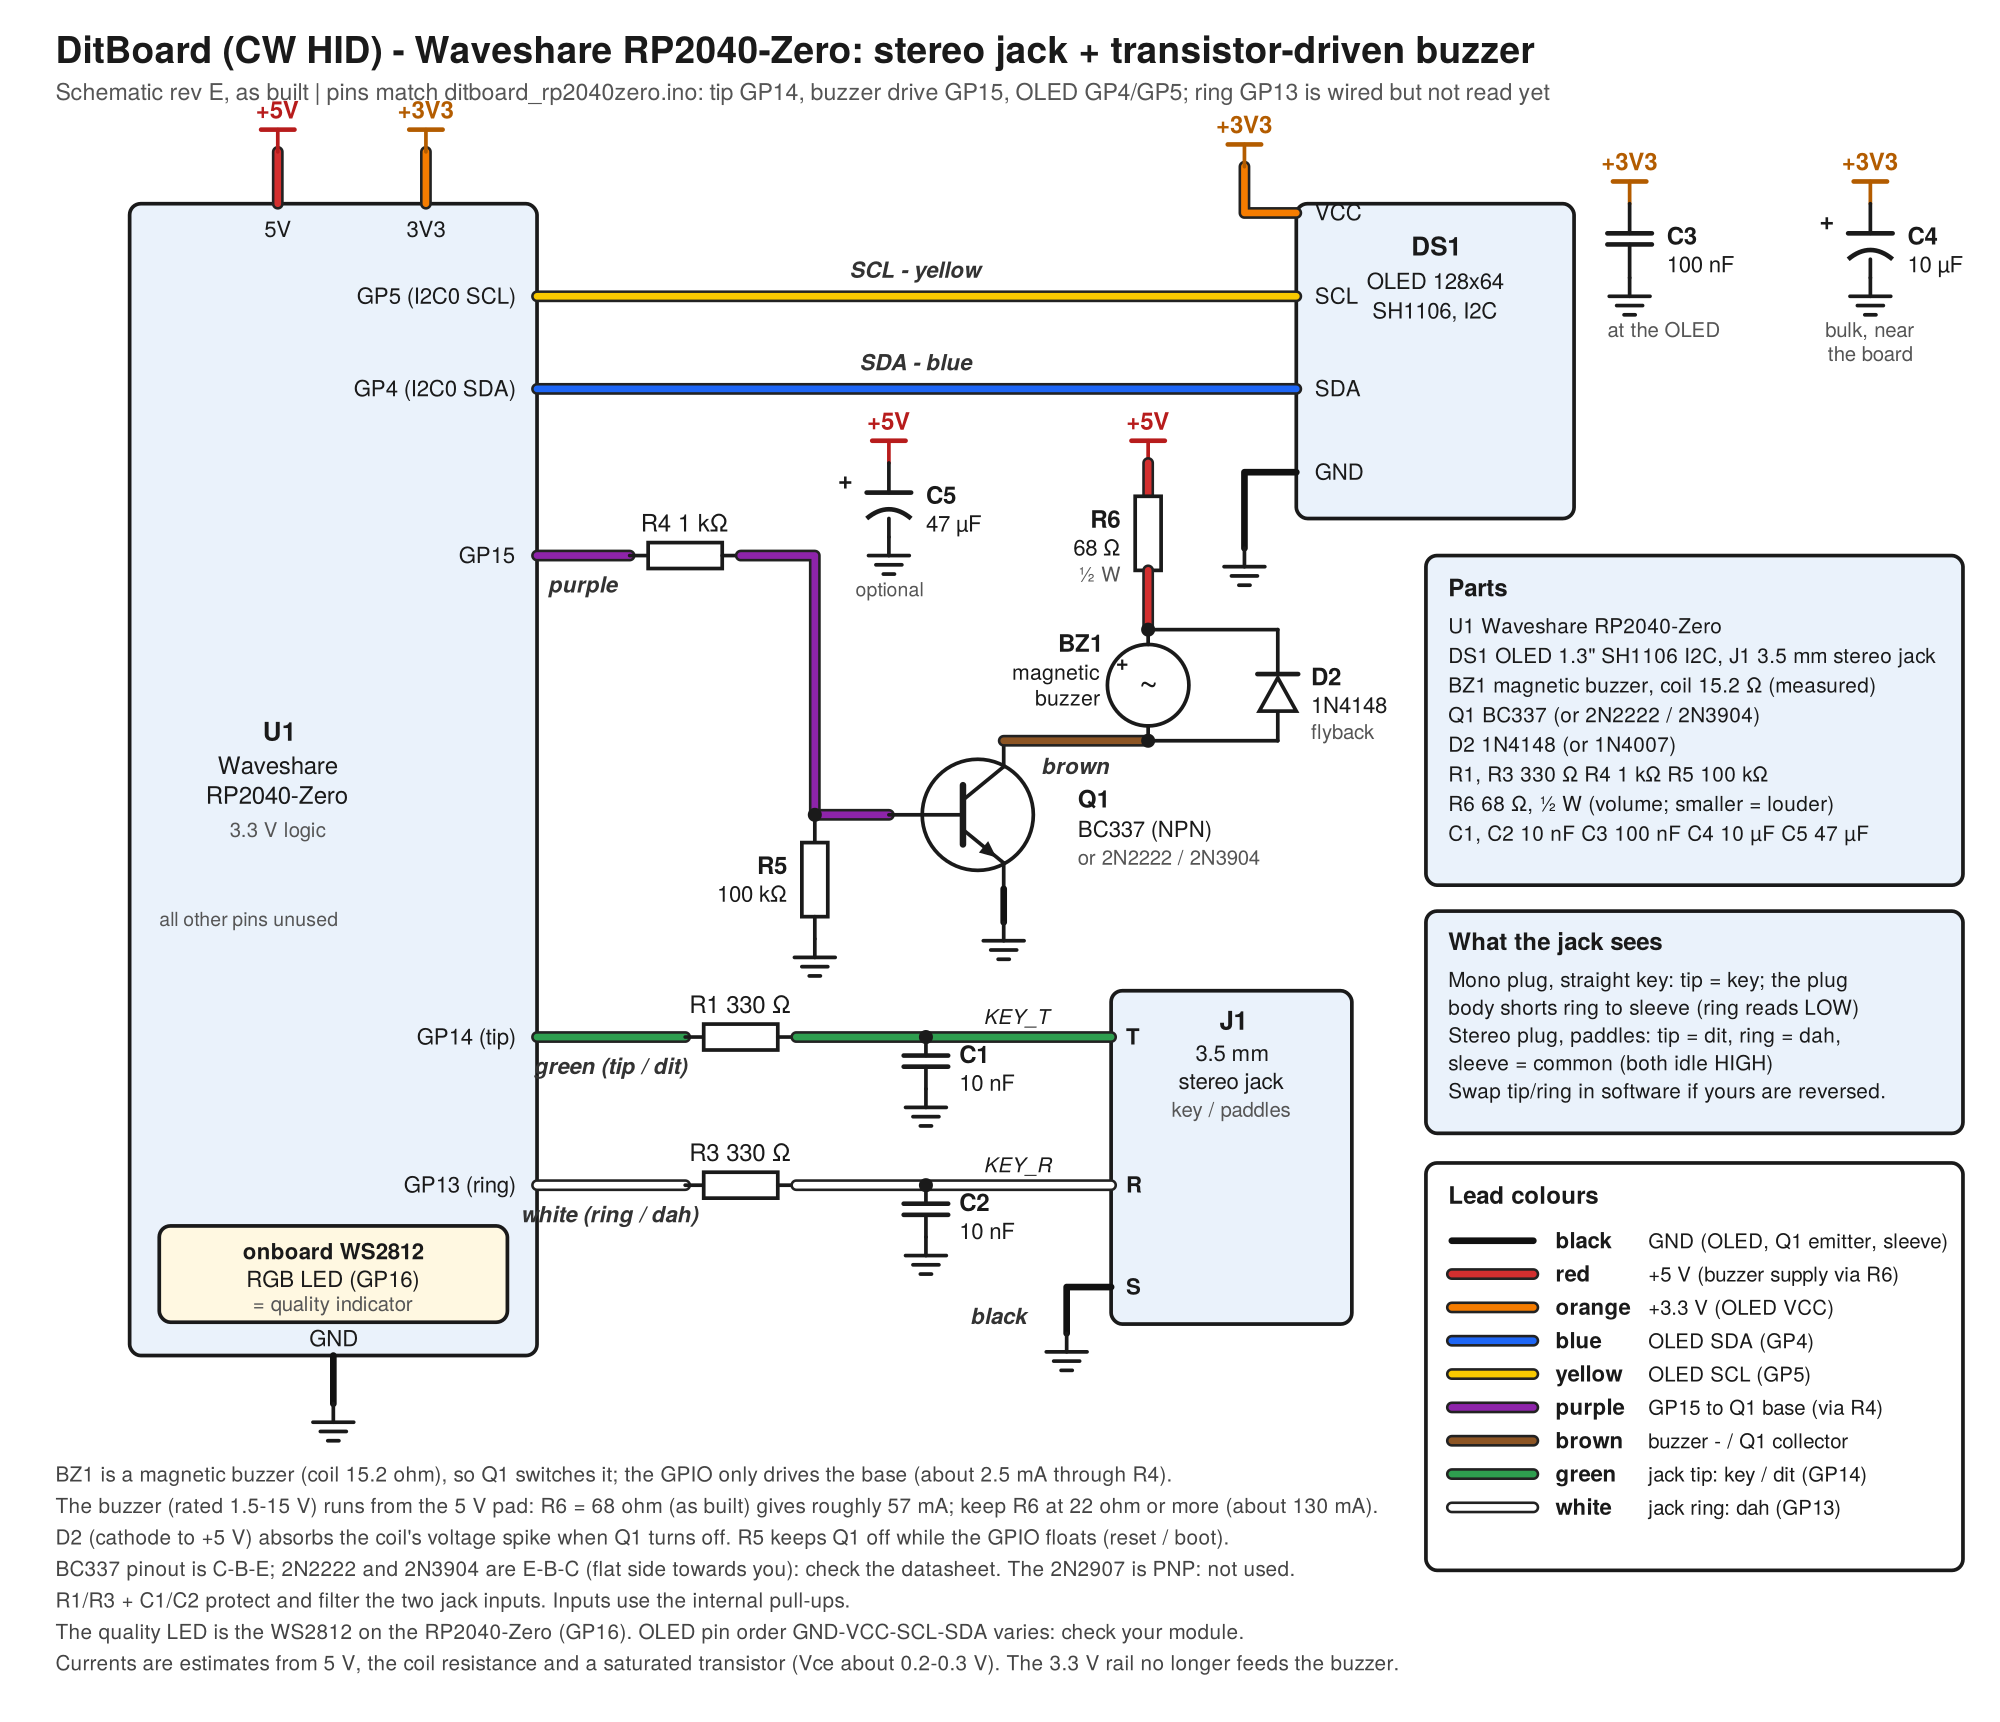 DitBoard (CW HID) - Waveshare RP2040-Zero: stereo jack + transistor-driven buzzer
Schematic rev E, as built | pins match ditboard_rp2040zero.ino: tip GP14, buzzer drive GP15, OLED GP4/GP5; ring GP13 is wired but not read yet
+5V
+3V3
+3V3
+3V3
+3V3
5V
3V3
VCC
DS1
OLED 128x64
SH1106, I2C
C3
100 nF
at the OLED
+
C4
10 µF
bulk, near
the board
GP5 (I2C0 SCL)
SCL - yellow
SCL
GP4 (I2C0 SDA)
SDA - blue
SDA
GND
+5V
+
C5
47 µF
optional
+5V
R6
68 Ω
½ W
GP15
purple
R4 1 kΩ
BZ1
magnetic
buzzer
+
~
D2
1N4148
flyback
brown
Q1
BC337 (NPN)
or 2N2222 / 2N3904
R5
100 kΩ
U1
Waveshare
RP2040-Zero
3.3 V logic
all other pins unused
GP14 (tip)
green (tip / dit)
R1 330 Ω
KEY_T
C1
10 nF
T
J1
3.5 mm
stereo jack
key / paddles
GP13 (ring)
white (ring / dah)
R3 330 Ω
KEY_R
C2
10 nF
R
S
black
onboard WS2812
RGB LED (GP16)
= quality indicator
GND
Parts
U1 Waveshare RP2040-Zero
DS1 OLED 1.3" SH1106 I2C, J1 3.5 mm stereo jack
BZ1 magnetic buzzer, coil 15.2 Ω (measured)
Q1 BC337 (or 2N2222 / 2N3904)
D2 1N4148 (or 1N4007)
R1, R3 330 Ω R4 1 kΩ R5 100 kΩ
R6 68 Ω, ½ W (volume; smaller = louder)
C1, C2 10 nF C3 100 nF C4 10 µF C5 47 µF
What the jack sees
Mono plug, straight key: tip = key; the plug
body shorts ring to sleeve (ring reads LOW)
Stereo plug, paddles: tip = dit, ring = dah,
sleeve = common (both idle HIGH)
Swap tip/ring in software if yours are reversed.
Lead colours
black GND (OLED, Q1 emitter, sleeve)
red +5 V (buzzer supply via R6)
orange +3.3 V (OLED VCC)
blue OLED SDA (GP4)
yellow OLED SCL (GP5)
purple GP15 to Q1 base (via R4)
brown buzzer - / Q1 collector
green jack tip: key / dit (GP14)
white jack ring: dah (GP13)
BZ1 is a magnetic buzzer (coil 15.2 ohm), so Q1 switches it; the GPIO only drives the base (about 2.5 mA through R4).
The buzzer (rated 1.5-15 V) runs from the 5 V pad: R6 = 68 ohm (as built) gives roughly 57 mA; keep R6 at 22 ohm or more (about 130 mA).
D2 (cathode to +5 V) absorbs the coil's voltage spike when Q1 turns off. R5 keeps Q1 off while the GPIO floats (reset / boot).
BC337 pinout is C-B-E; 2N2222 and 2N3904 are E-B-C (flat side towards you): check the datasheet. The 2N2907 is PNP: not used.
R1/R3 + C1/C2 protect and filter the two jack inputs. Inputs use the internal pull-ups.
The quality LED is the WS2812 on the RP2040-Zero (GP16). OLED pin order GND-VCC-SCL-SDA varies: check your module.
Currents are estimates from 5 V, the coil resistance and a saturated transistor (Vce about 0.2-0.3 V). The 3.3 V rail no longer feeds the buzzer.